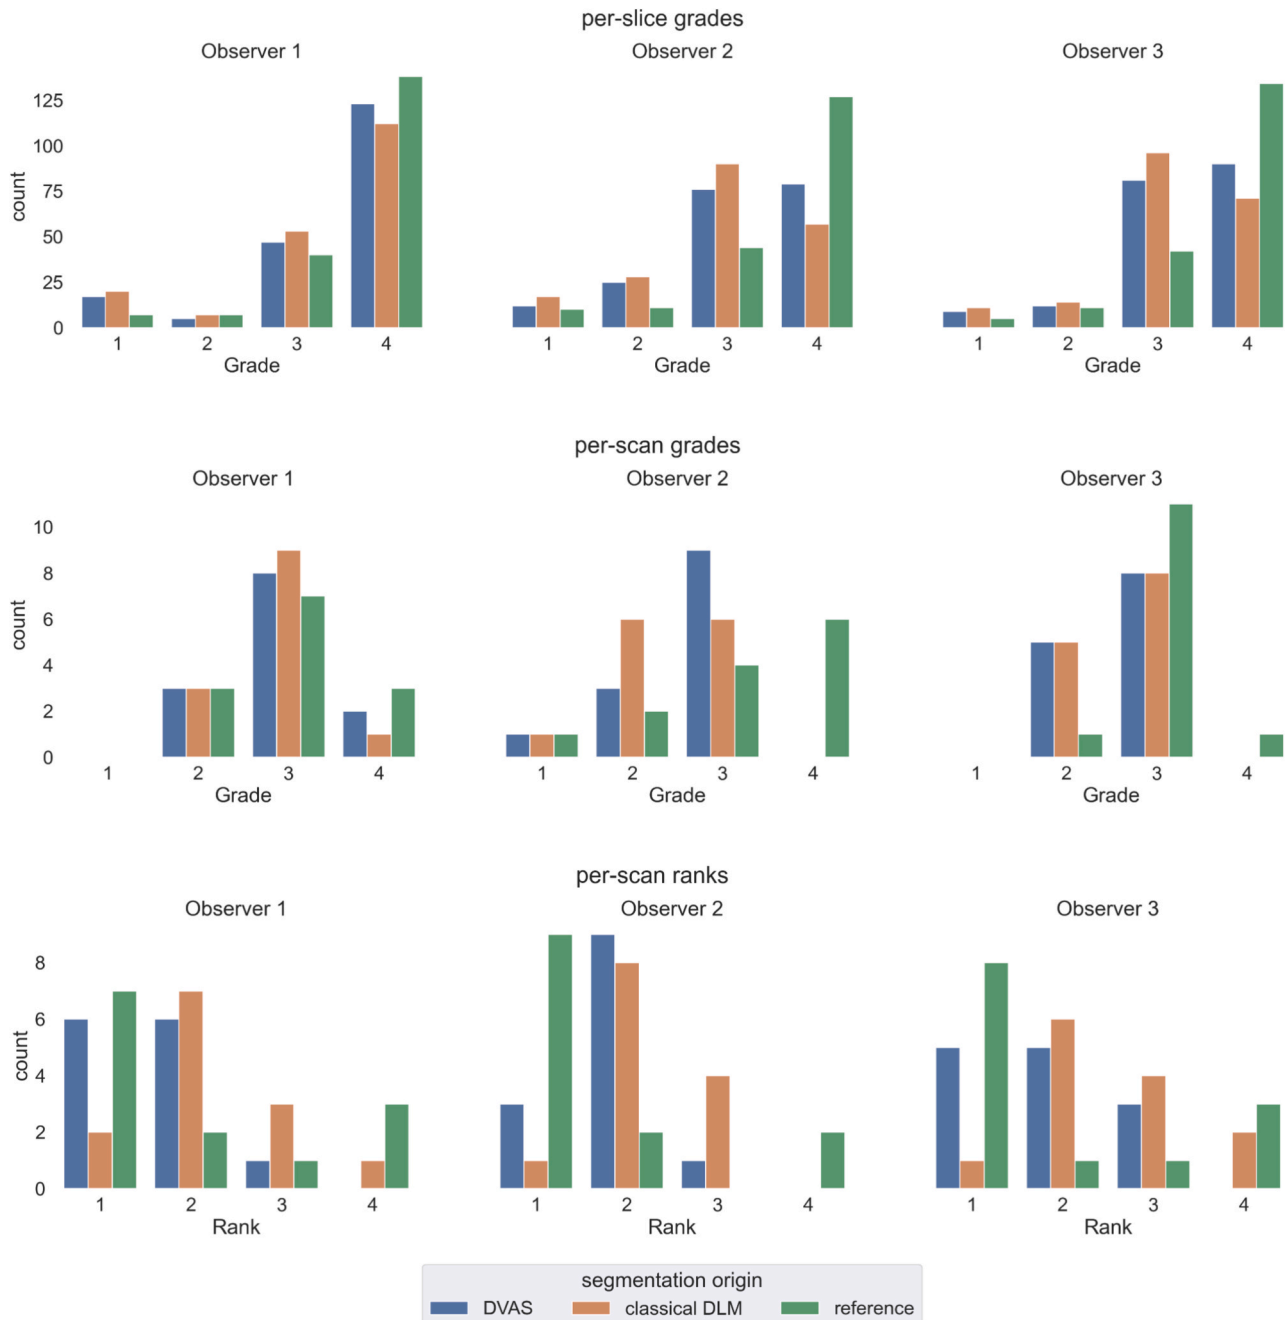 per-slice grades
Observer 1 Observer 2 Observer 3
125
100
75
50
25
0
count
1 2 3 4 1 2 3 4 1 2 3 4
Grade Grade Grade
per-scan grades
Observer 1 Observer 2 Observer 3
10
8
6
4
2
0
count
1 2 3 4 1 2 3 4 1 2 3 4
Grade Grade Grade
per-scan ranks
Observer 1 Observer 2 Observer 3
8
6
4
2
0
count
1 2 3 4 1 2 3 4 1 2 3 4
Rank Rank Rank
segmentation origin
DVAS classical DLM reference